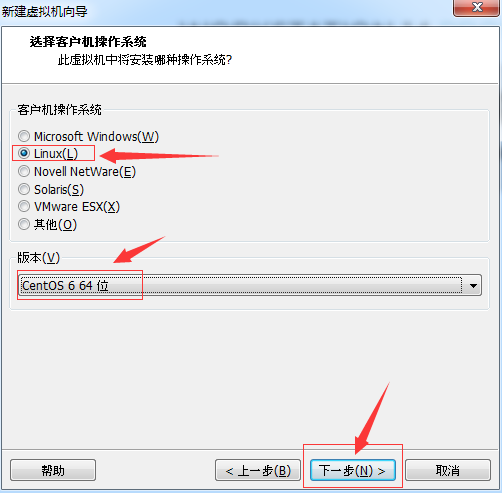 新建虚拟机向导
选择客户机操作系统
此虚拟机中将安装哪种操作系统?
客户机操作系统
Microsoft Windows(W)
Linux(L)
Novell NetWare(E)
Solaris(S)
VMware ESX(X)
其他(O)
版本(V)
CentOS 6 64 位
帮助
< 上一步(B)
下一步(N) >
取消